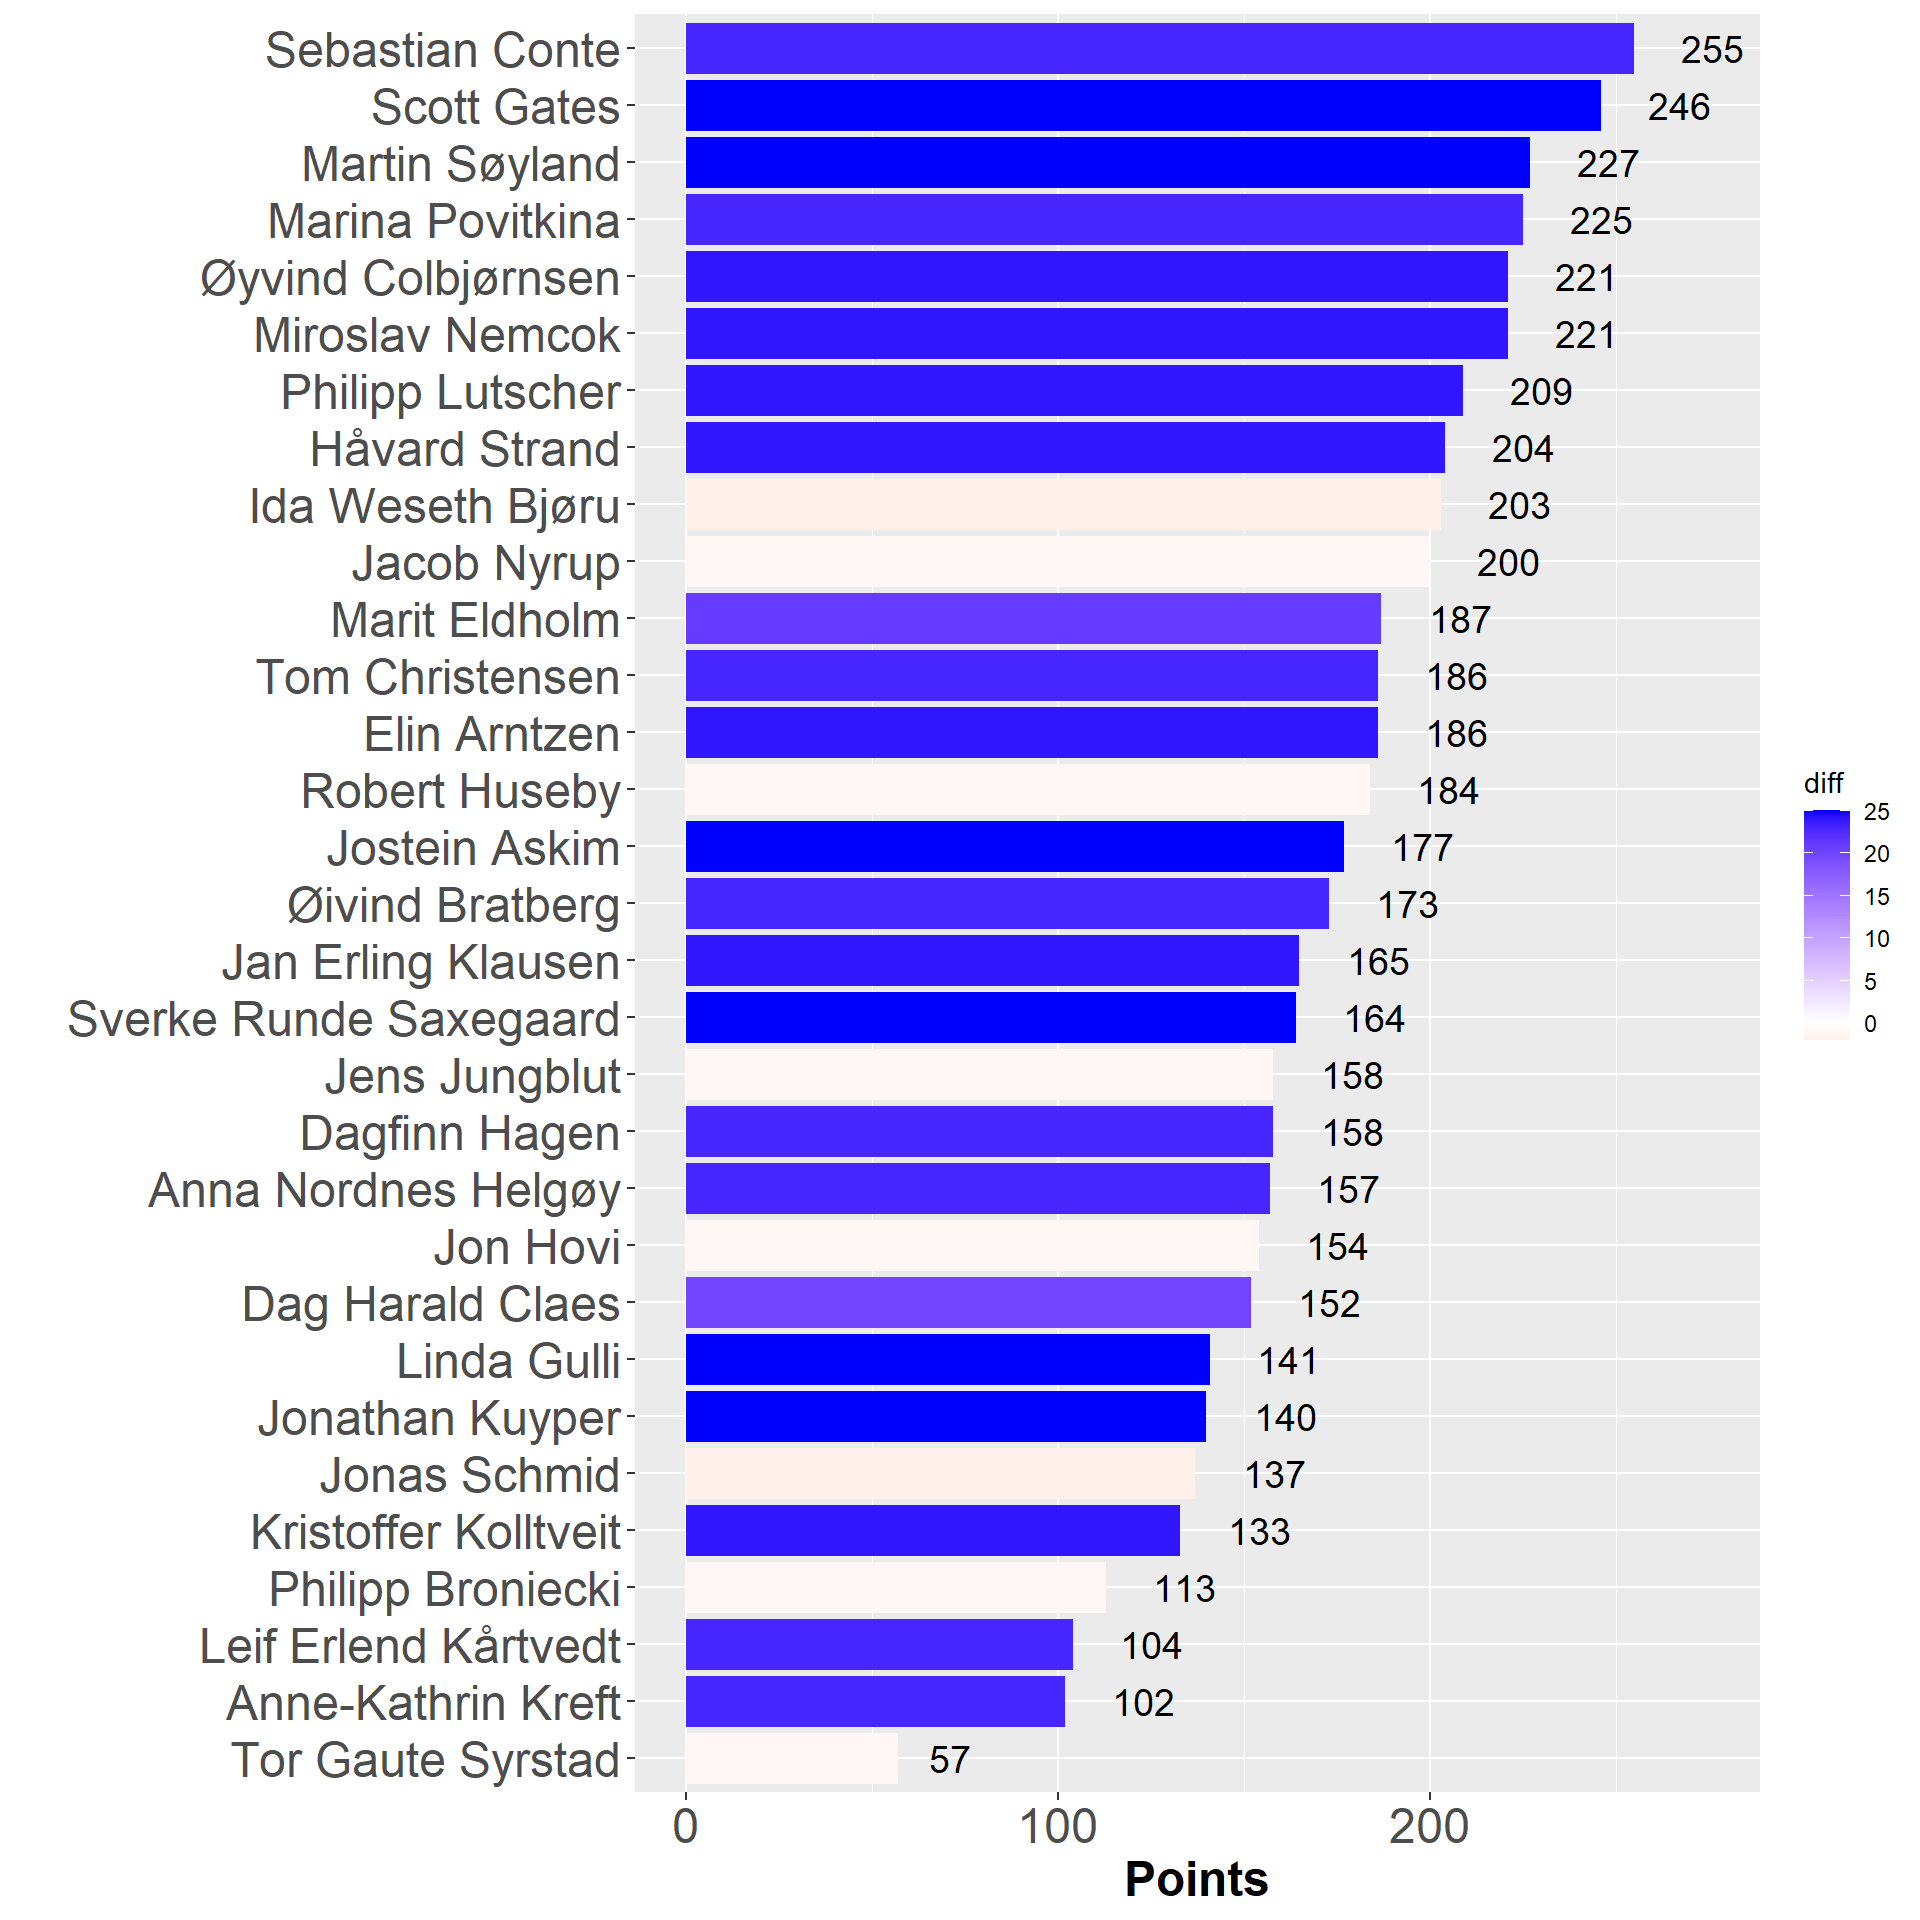 Sebastian Conte 255
Scott Gates 246
Martin Søyland 227
Marina Povitkina 225
Øyvind Colbjørnsen 221
Miroslav Nemcok 221
Philipp Lutscher 209
Håvard Strand 204
Ida Weseth Bjøru 203
Jacob Nyrup 200
Marit Eldholm 187
Tom Christensen 186
Elin Arntzen 186
Robert Huseby 184
Jostein Askim 177
Øivind Bratberg 173
Jan Erling Klausen 165
Sverke Runde Saxegaard 164
Jens Jungblut 158
Dagfinn Hagen 158
Anna Nordnes Helgøy 157
Jon Hovi 154
Dag Harald Claes 152
Linda Gulli 141
Jonathan Kuyper 140
Jonas Schmid 137
Kristoffer Kolltveit 133
Philipp Broniecki 113
Leif Erlend Kårtvedt 104
Anne-Kathrin Kreft 102
Tor Gaute Syrstad 57
0 100 200
Points
diff
25
20
15
10
5
0